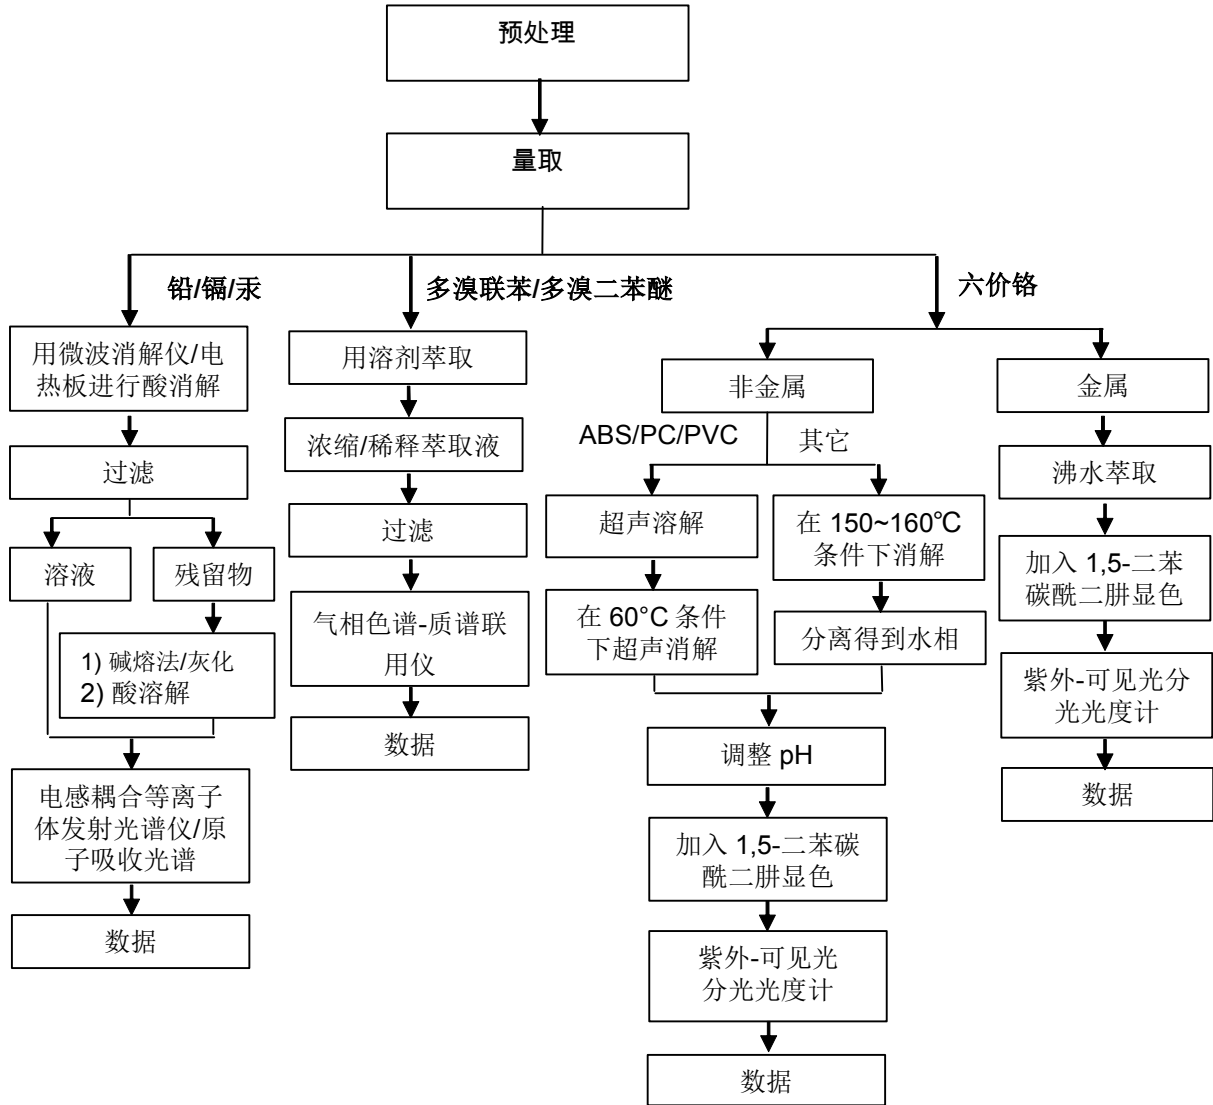 预处理
量取
铅/镉/汞
多溴联苯/多溴二苯醚
六价铬
用微波消解仪/电
热板进行酸消解
过滤
溶液
残留物
1) 碱熔法/灰化
2) 酸溶解
电感耦合等离子
体发射光谱仪/原
子吸收光谱
数据
用溶剂萃取
浓缩/稀释萃取液
过滤
气相色谱-质谱联
用仪
数据
非金属
ABS/PC/PVC
其它
超声溶解
在 60°C 条件
下超声消解
在 150~160℃
条件下消解
分离得到水相
调整 pH
加入 1,5-二苯碳
酰二肼显色
紫外-可见光
分光光度计
数据
金属
沸水萃取
加入 1,5-二苯
碳酰二肼显色
紫外-可见光分
光光度计
数据